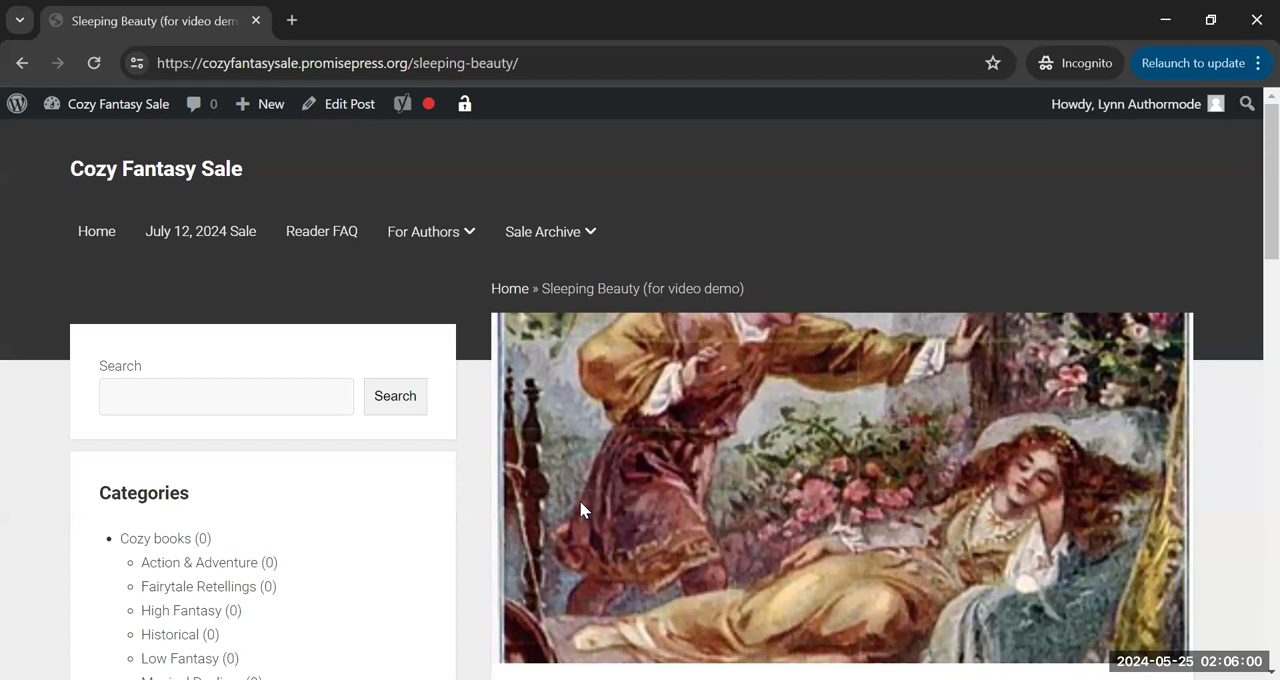 Sleeping Beauty (for video dem
https://cozyfantasysale.promisepress.org/sleeping-beauty/
Incognito
Relaunch to update
Cozy Fantasy Sale
0
New
Edit Post
Howdy, Lynn Authormode
Cozy Fantasy Sale
Home
July 12, 2024 Sale
Reader FAQ
For Authors
Sale Archive
Home » Sleeping Beauty (for video demo)
Search
Search
Categories
Cozy books (0)
Action & Adventure (0)
Fairytale Retellings (0)
High Fantasy (0)
Historical (0)
Low Fantasy (0)
2024-05-25 02:06:00